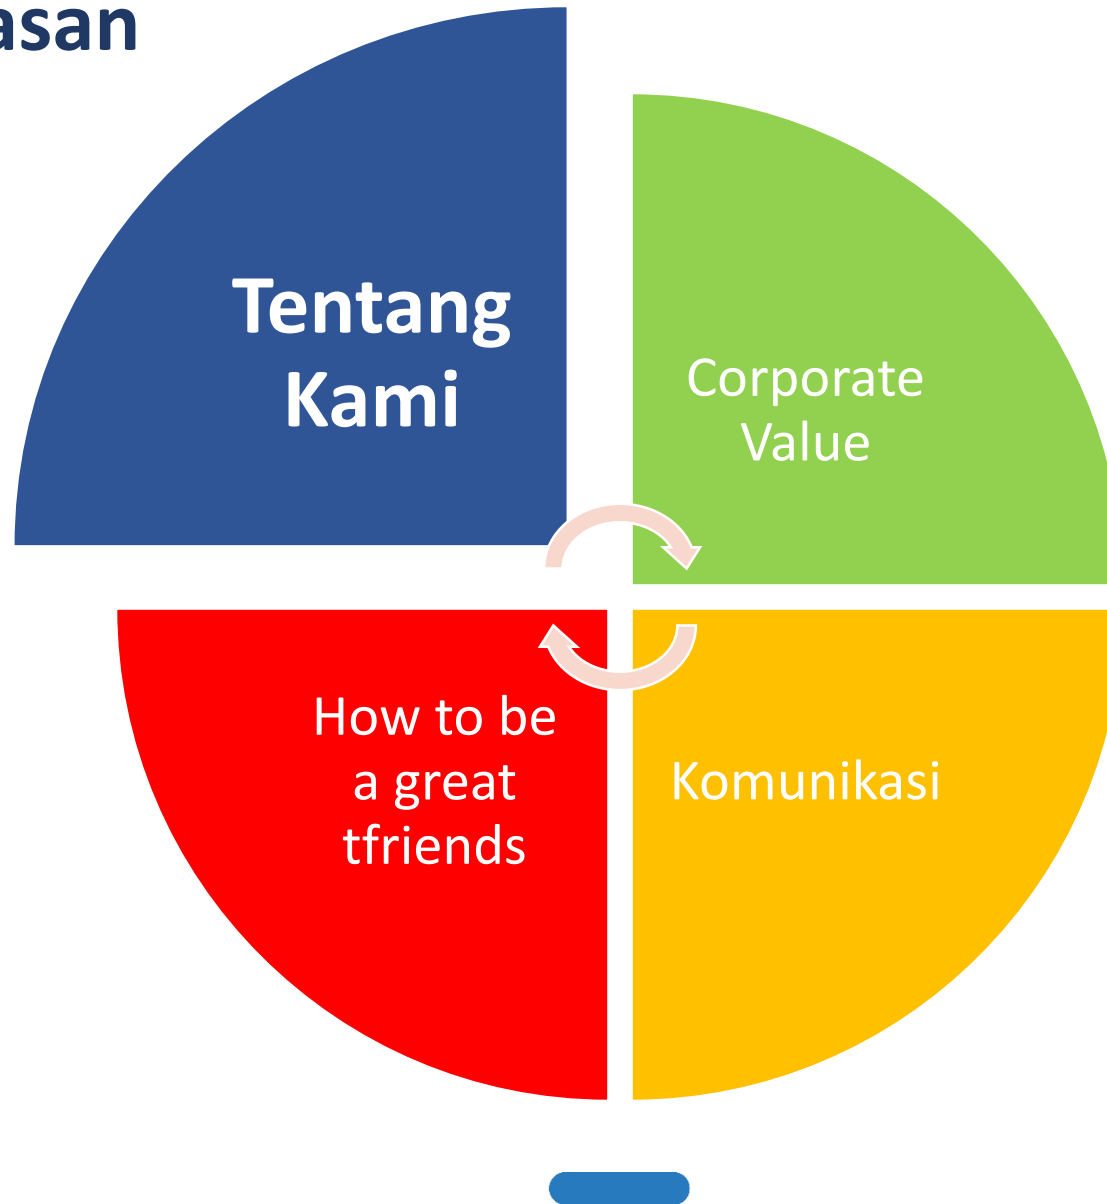 asan
Tentang
Kami
Corporate
Value
How to be
a great
tfriends
Komunikasi